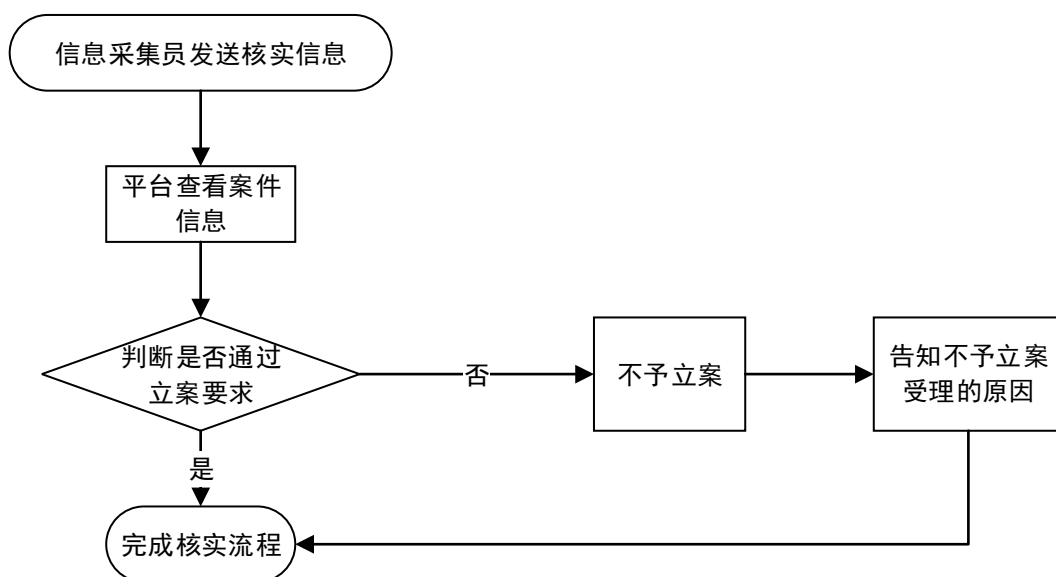 信息采集员发送核实信息
平台查看案件
信息
判断是否通过
立案要求
否
不予立案
告知不予立案
受理的原因
是
完成核实流程